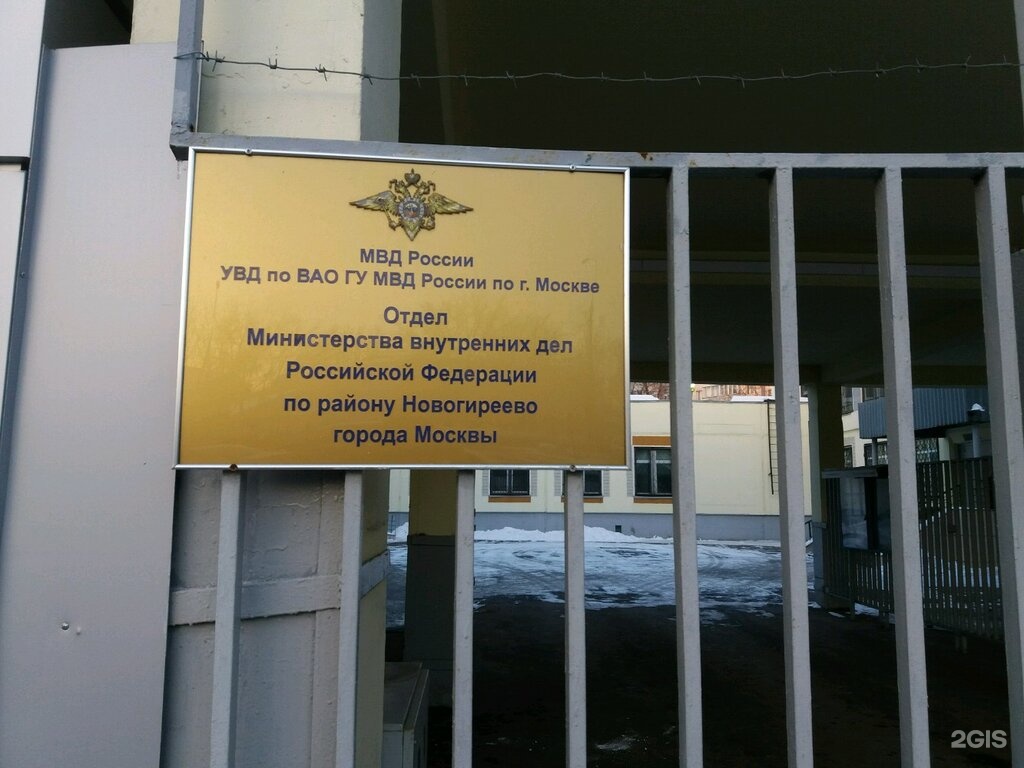 МВД России
УВД по ВАО ГУ МВД России по г. Москве
Отдел
Министерства внутренних дел
Российской Федерации
по району Новогиреево
города Москвы
2GIS